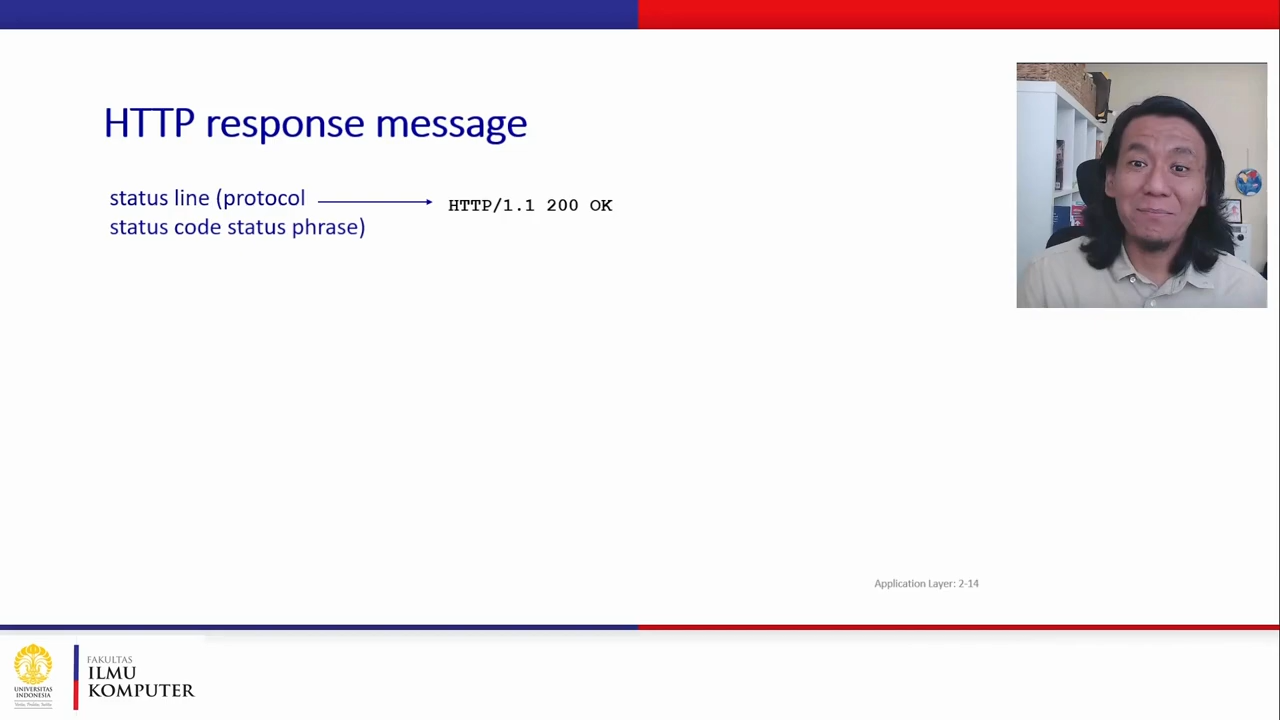 HTTP response message
status line (protocol
status code status phrase)
HTTP/1.1 200 OK
Application Layer: 2-14
UNIVERSITAS
INDONESIA
FAKULTAS
ILMU
KOMPUTER